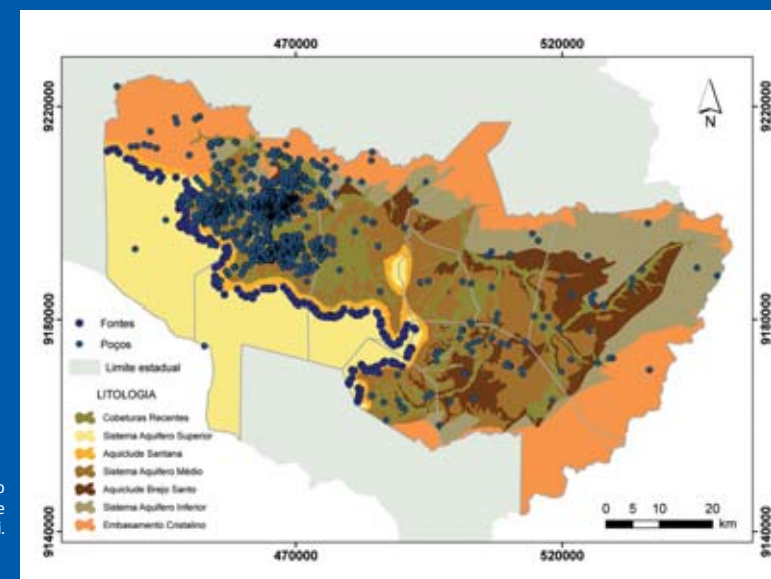 470000
520000
9220000
9220000
N
9180000
9180000
Fontes
Poços
Limite estadual
LITOLOGIA
Cobeturas Recentes
Sistema Aquífero Superior
Aquiclude Santana
Sistema Aquífero Médio
Aquiclude Brejo Santo
Sistema Aquífero Inferior
Embasamento Cristalino
0 5 10 20
km
9140000
9140000
470000
520000
o
e
i.